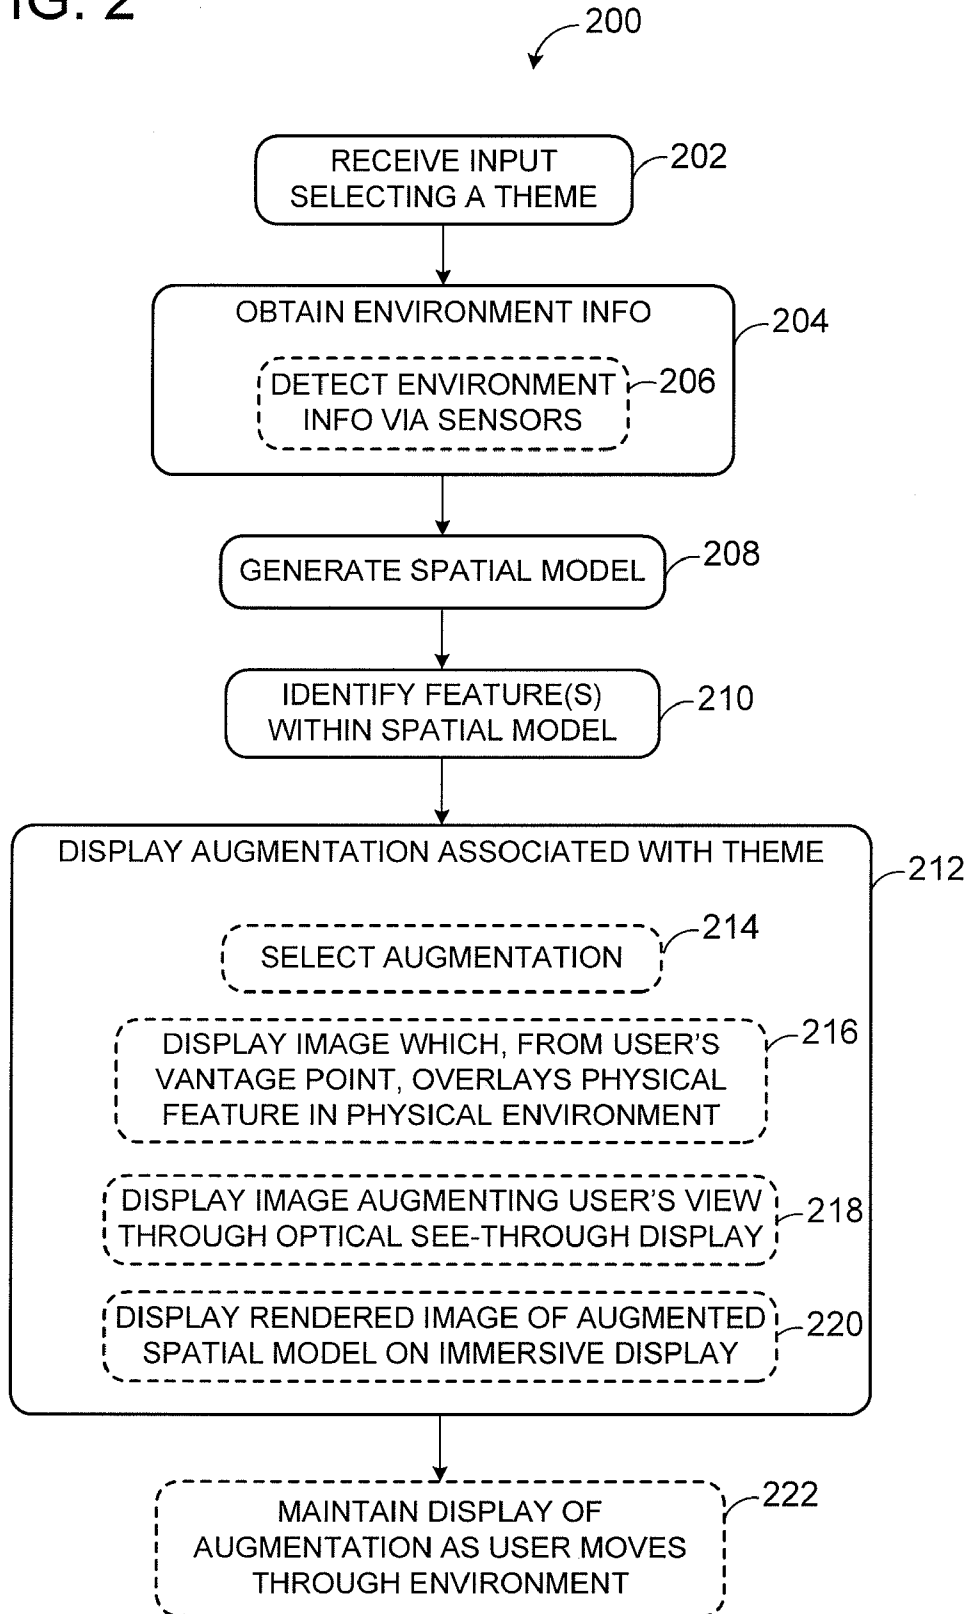 FIG. 2
200
RECEIVE INPUT
SELECTING A THEME
202
OBTAIN ENVIRONMENT INFO
204
DETECT ENVIRONMENT
INFO VIA SENSORS
206
GENERATE SPATIAL MODEL
208
IDENTIFY FEATURE(S)
WITHIN SPATIAL MODEL
210
DISPLAY AUGMENTATION ASSOCIATED WITH THEME
212
SELECT AUGMENTATION
214
DISPLAY IMAGE WHICH, FROM USER'S
VANTAGE POINT, OVERLAYS PHYSICAL
FEATURE IN PHYSICAL ENVIRONMENT
216
DISPLAY IMAGE AUGMENTING USER'S VIEW
THROUGH OPTICAL SEE-THROUGH DISPLAY
218
DISPLAY RENDERED IMAGE OF AUGMENTED
SPATIAL MODEL ON IMMERSIVE DISPLAY
220
MAINTAIN DISPLAY OF
AUGMENTATION AS USER MOVES
THROUGH ENVIRONMENT
222